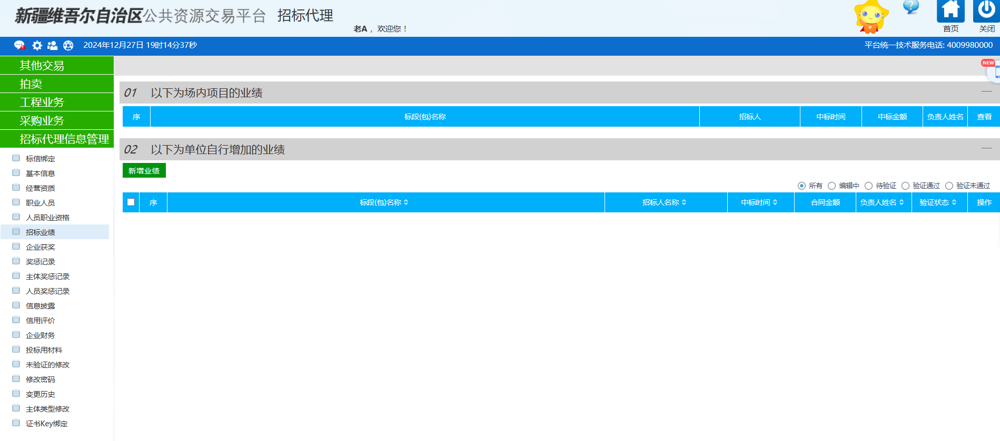 新疆维吾尔自治区公共资源交易平台 招标代理
老A ，欢迎您！
首页
关闭
2024年12月27日 19时14分37秒
平台统一技术服务电话: 4009980000
其他交易
拍卖
工程业务
采购业务
招标代理信息管理
标信绑定
基本信息
经营资质
职业人员
人员职业资格
招标业绩
企业获奖
奖惩记录
主体奖惩记录
人员奖惩记录
信息披露
信用评价
企业财务
投标用材料
未验证的修改
修改密码
变更历史
主体类型修改
证书Key绑定
NEW
01 以下为场内项目的业绩
序 标段(包)名称 招标人 中标时间 中标金额 负责人姓名 查看
02 以下为单位自行增加的业绩
新增业绩
所有 编辑中 待验证 验证通过 验证未通过
序 标段(包)名称 招标人名称 中标时间 合同金额 负责人姓名 验证状态 操作